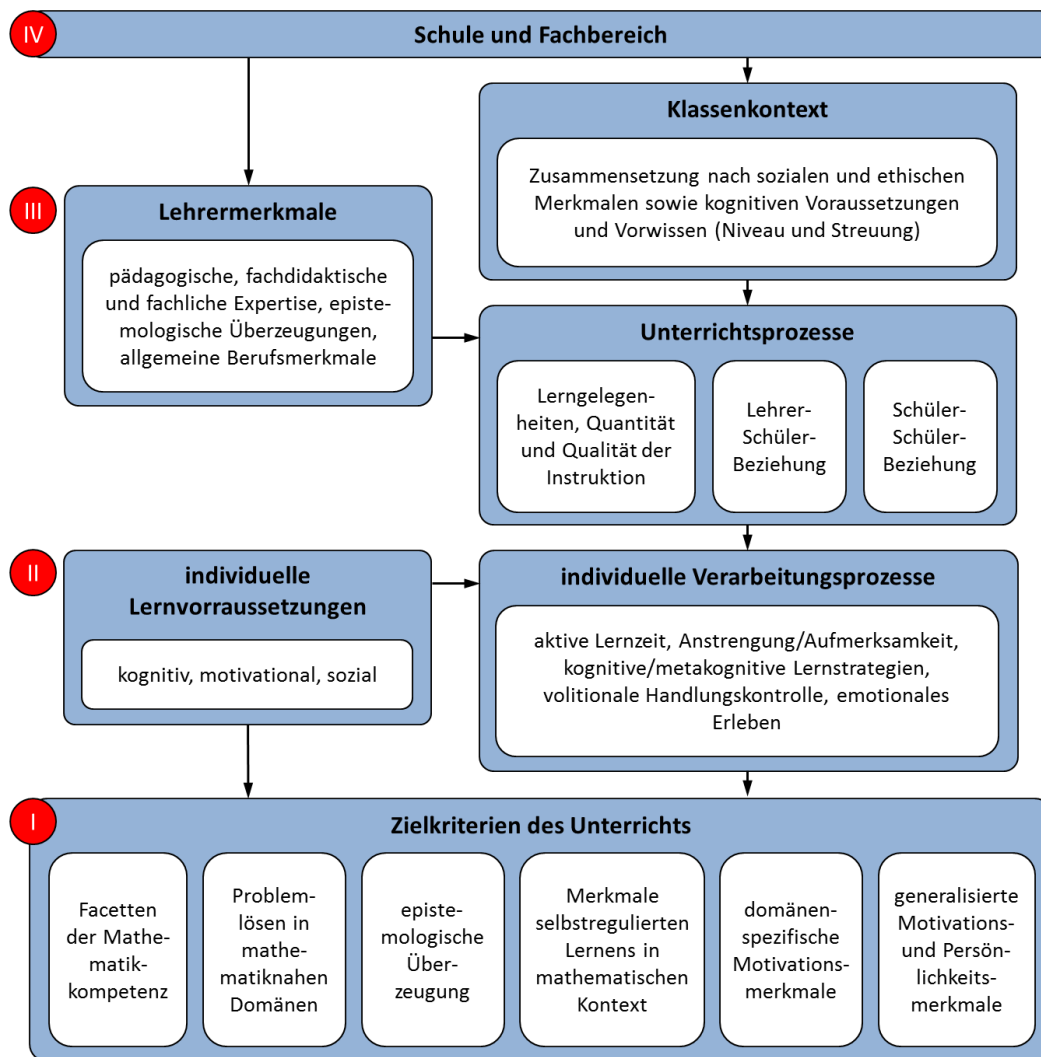 IV
Schule und Fachbereich
Klassenkontext
Zusammensetzung nach sozialen und ethischen
Merkmalen sowie kognitiven Voraussetzungen
und Vorwissen (Niveau und Streuung)
III
Lehrermerkmale
pädagogische, fachdidaktische
und fachliche Expertise, episte-
mologische Überzeugungen,
allgemeine Berufsmerkmale
Unterrichtsprozesse
Lerngelegen-
heiten, Quantität
und Qualität der
Instruktion
Lehrer-
Schüler-
Beziehung
Schüler-
Schüler-
Beziehung
II
individuelle
Lernvorraussetzungen
kognitiv, motivational, sozial
individuelle Verarbeitungsprozesse
aktive Lernzeit, Anstrengung/Aufmerksamkeit,
kognitive/metakognitive Lernstrategien,
volitionale Handlungskontrolle, emotionales
Erleben
I
Zielkriterien des Unterrichts
Facetten
der Mathe-
matik-
kompetenz
Problem-
lösen in
mathe-
matiknahen
Domänen
episte-
mologische
Über-
zeugung
Merkmale
selbstregulierten
Lernens in
mathematischen
Kontext
domänen-
spezifische
Motivations-
merkmale
generalisierte
Motivations-
und Persön-
lichkeits-
merkmale